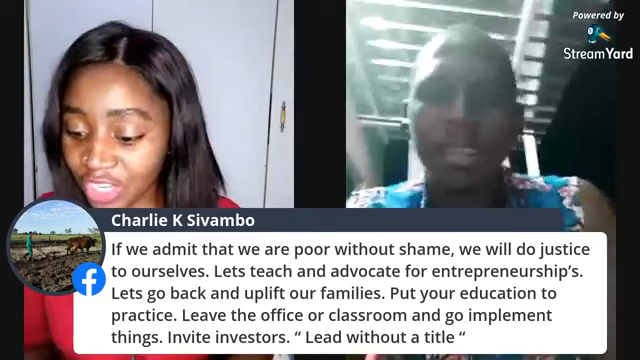 Powered by
StreamYard
Charlie K Sivambo
If we admit that we are poor without shame, we will do justice
to ourselves. Lets teach and advocate for entrepreneurship’s.
Lets go back and uplift our families. Put your education to
practice. Leave the office or classroom and go implement
things. Invite investors. “ Lead without a title “